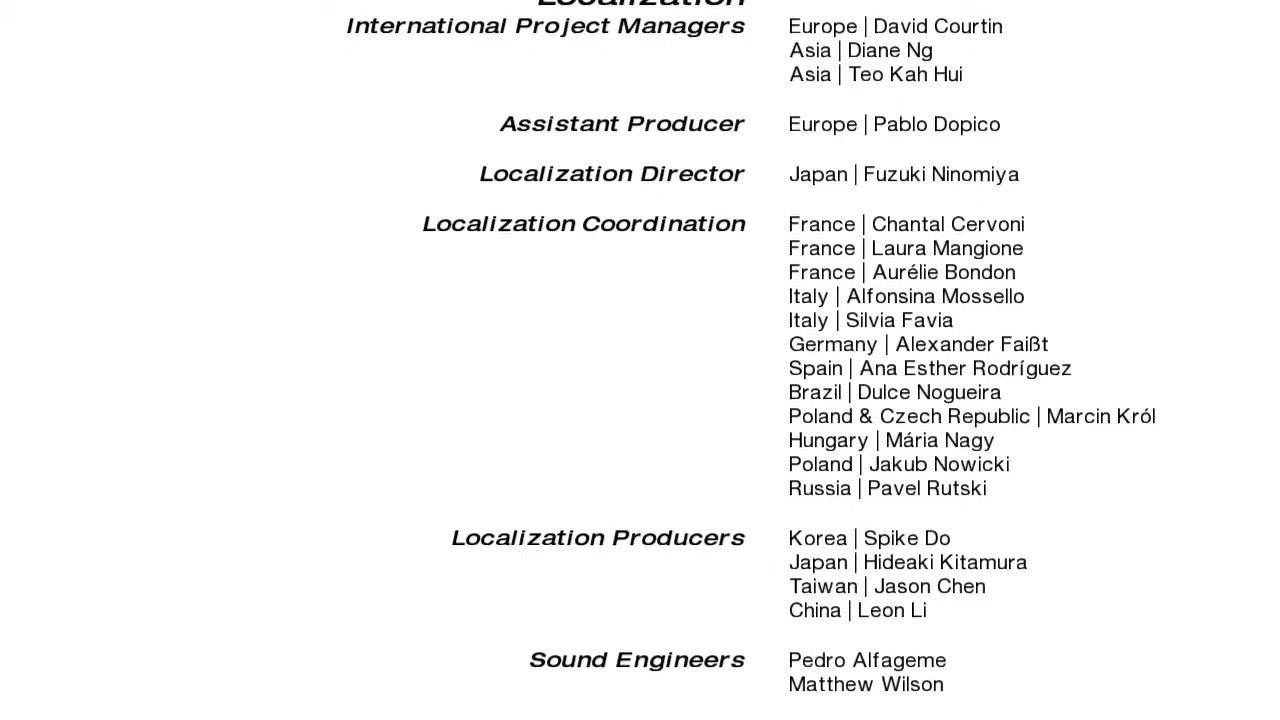 Localization
International Project Managers Europe | David Courtin
Asia | Diane Ng
Asia | Teo Kah Hui
Assistant Producer Europe | Pablo Dopico
Localization Director Japan | Fuzuki Ninomiya
Localization Coordination France | Chantal Cervoni
France | Laura Mangione
France | Aurélie Bondon
Italy | Alfonsina Mossello
Italy | Silvia Favia
Germany | Alexander Faißt
Spain | Ana Esther Rodríguez
Brazil | Dulce Nogueira
Poland & Czech Republic | Marcin Król
Hungary | Mária Nagy
Poland | Jakub Nowicki
Russia | Pavel Rutski
Localization Producers Korea | Spike Do
Japan | Hideaki Kitamura
Taiwan | Jason Chen
China | Leon Li
Sound Engineers Pedro Alfageme
Matthew Wilson